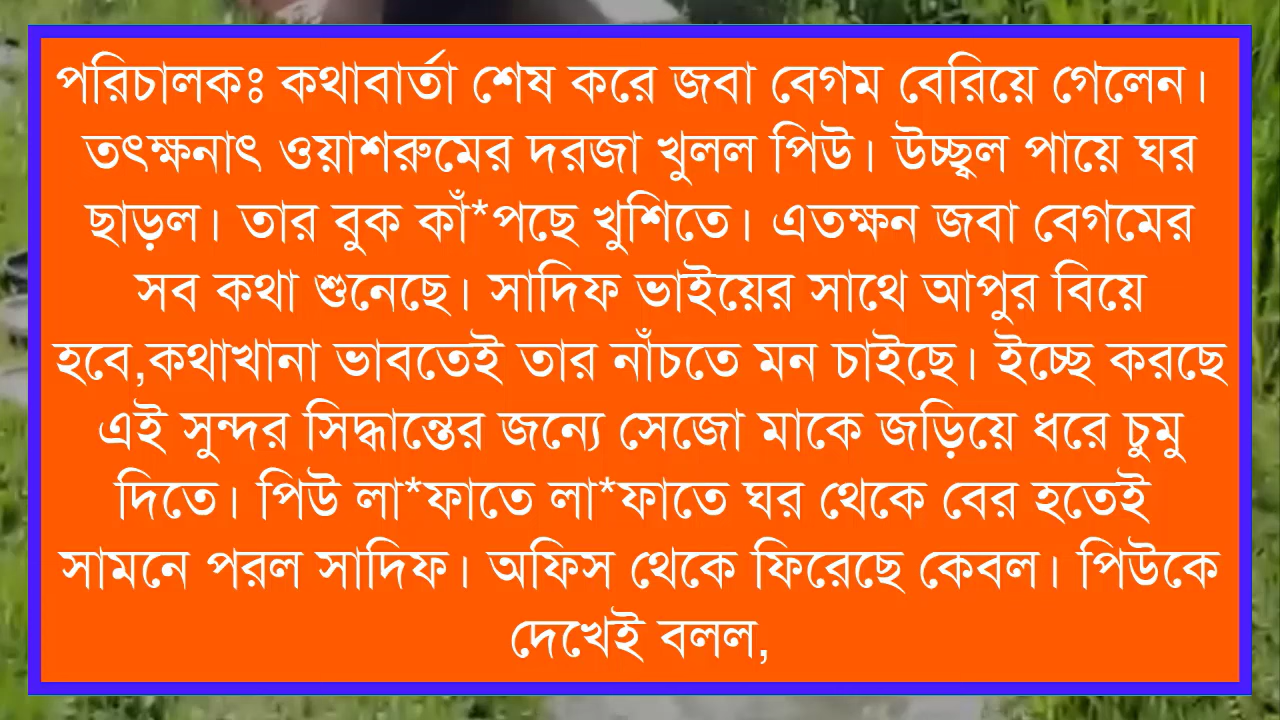 পরিচালকঃ কথাবার্তা শেষ করে জবা বেগম বেরিয়ে গেলেন।
তৎক্ষনাৎ ওয়াশরুমের দরজা খুলল পিউ। উচ্ছ্বল পায়ে ঘর
ছাড়ল। তার বুক কাঁ*পছে খুশিতে। এতক্ষন জবা বেগমের
সব কথা শুনেছে। সাদিফ ভাইয়ের সাথে আপুর বিয়ে
হবে,কথাখানা ভাবতেই তার নাঁচতে মন চাইছে। ইচ্ছে করছে
এই সুন্দর সিদ্ধান্তের জন্যে সেজো মাকে জড়িয়ে ধরে চুমু
দিতে। পিউ লা*ফাতে লা*ফাতে ঘর থেকে বের হতেই
সামনে পরল সাদিফ। অফিস থেকে ফিরেছে কেবল। পিউকে
দেখেই বলল,